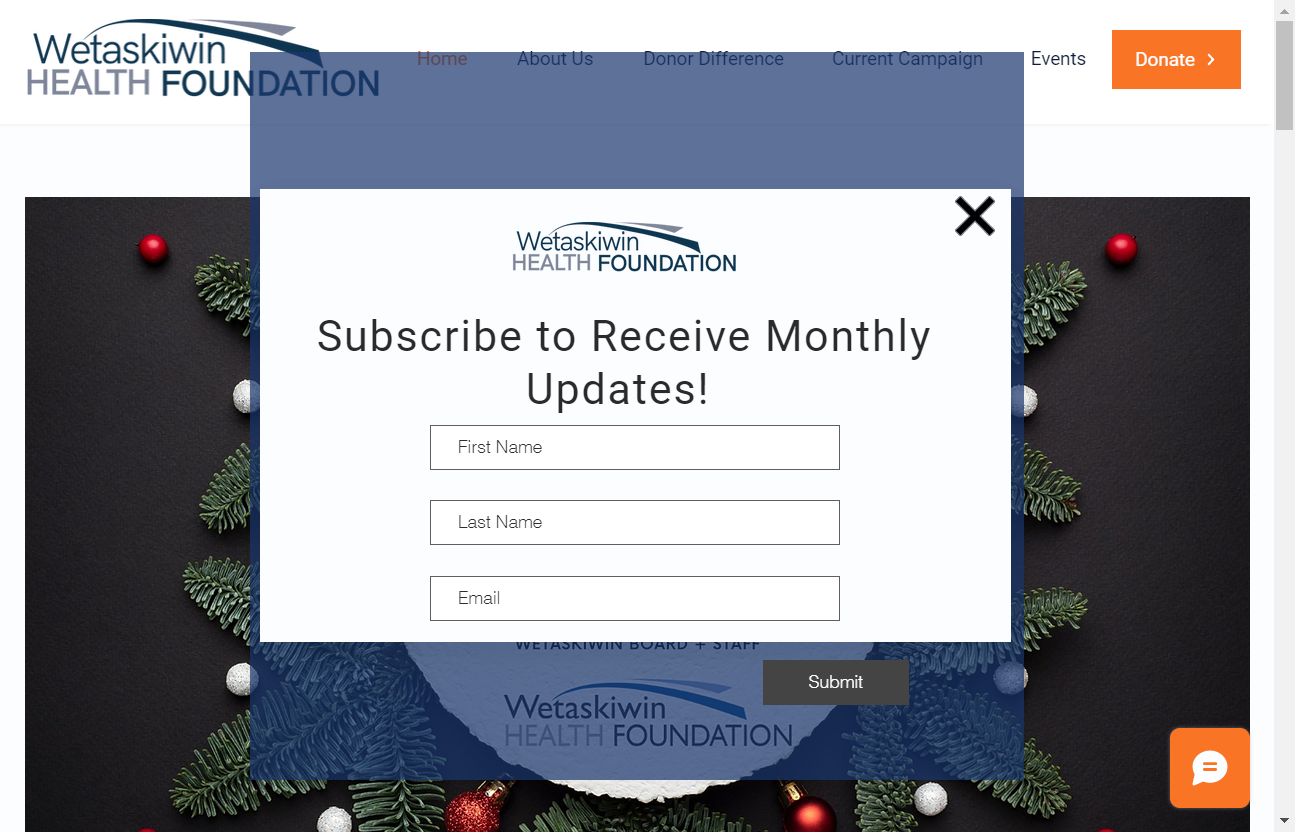 Wetaskiwin
HEALTH FOUNDATION
Home
About Us
Donor Difference
Current Campaign
Events
Donate
Wetaskiwin
HEALTH FOUNDATION
Subscribe to Receive Monthly
Updates!
First Name
Last Name
Email
WETASKIWIN BOARD + STAFF
Submit
Wetaskiwin
HEALTH FOUNDATION